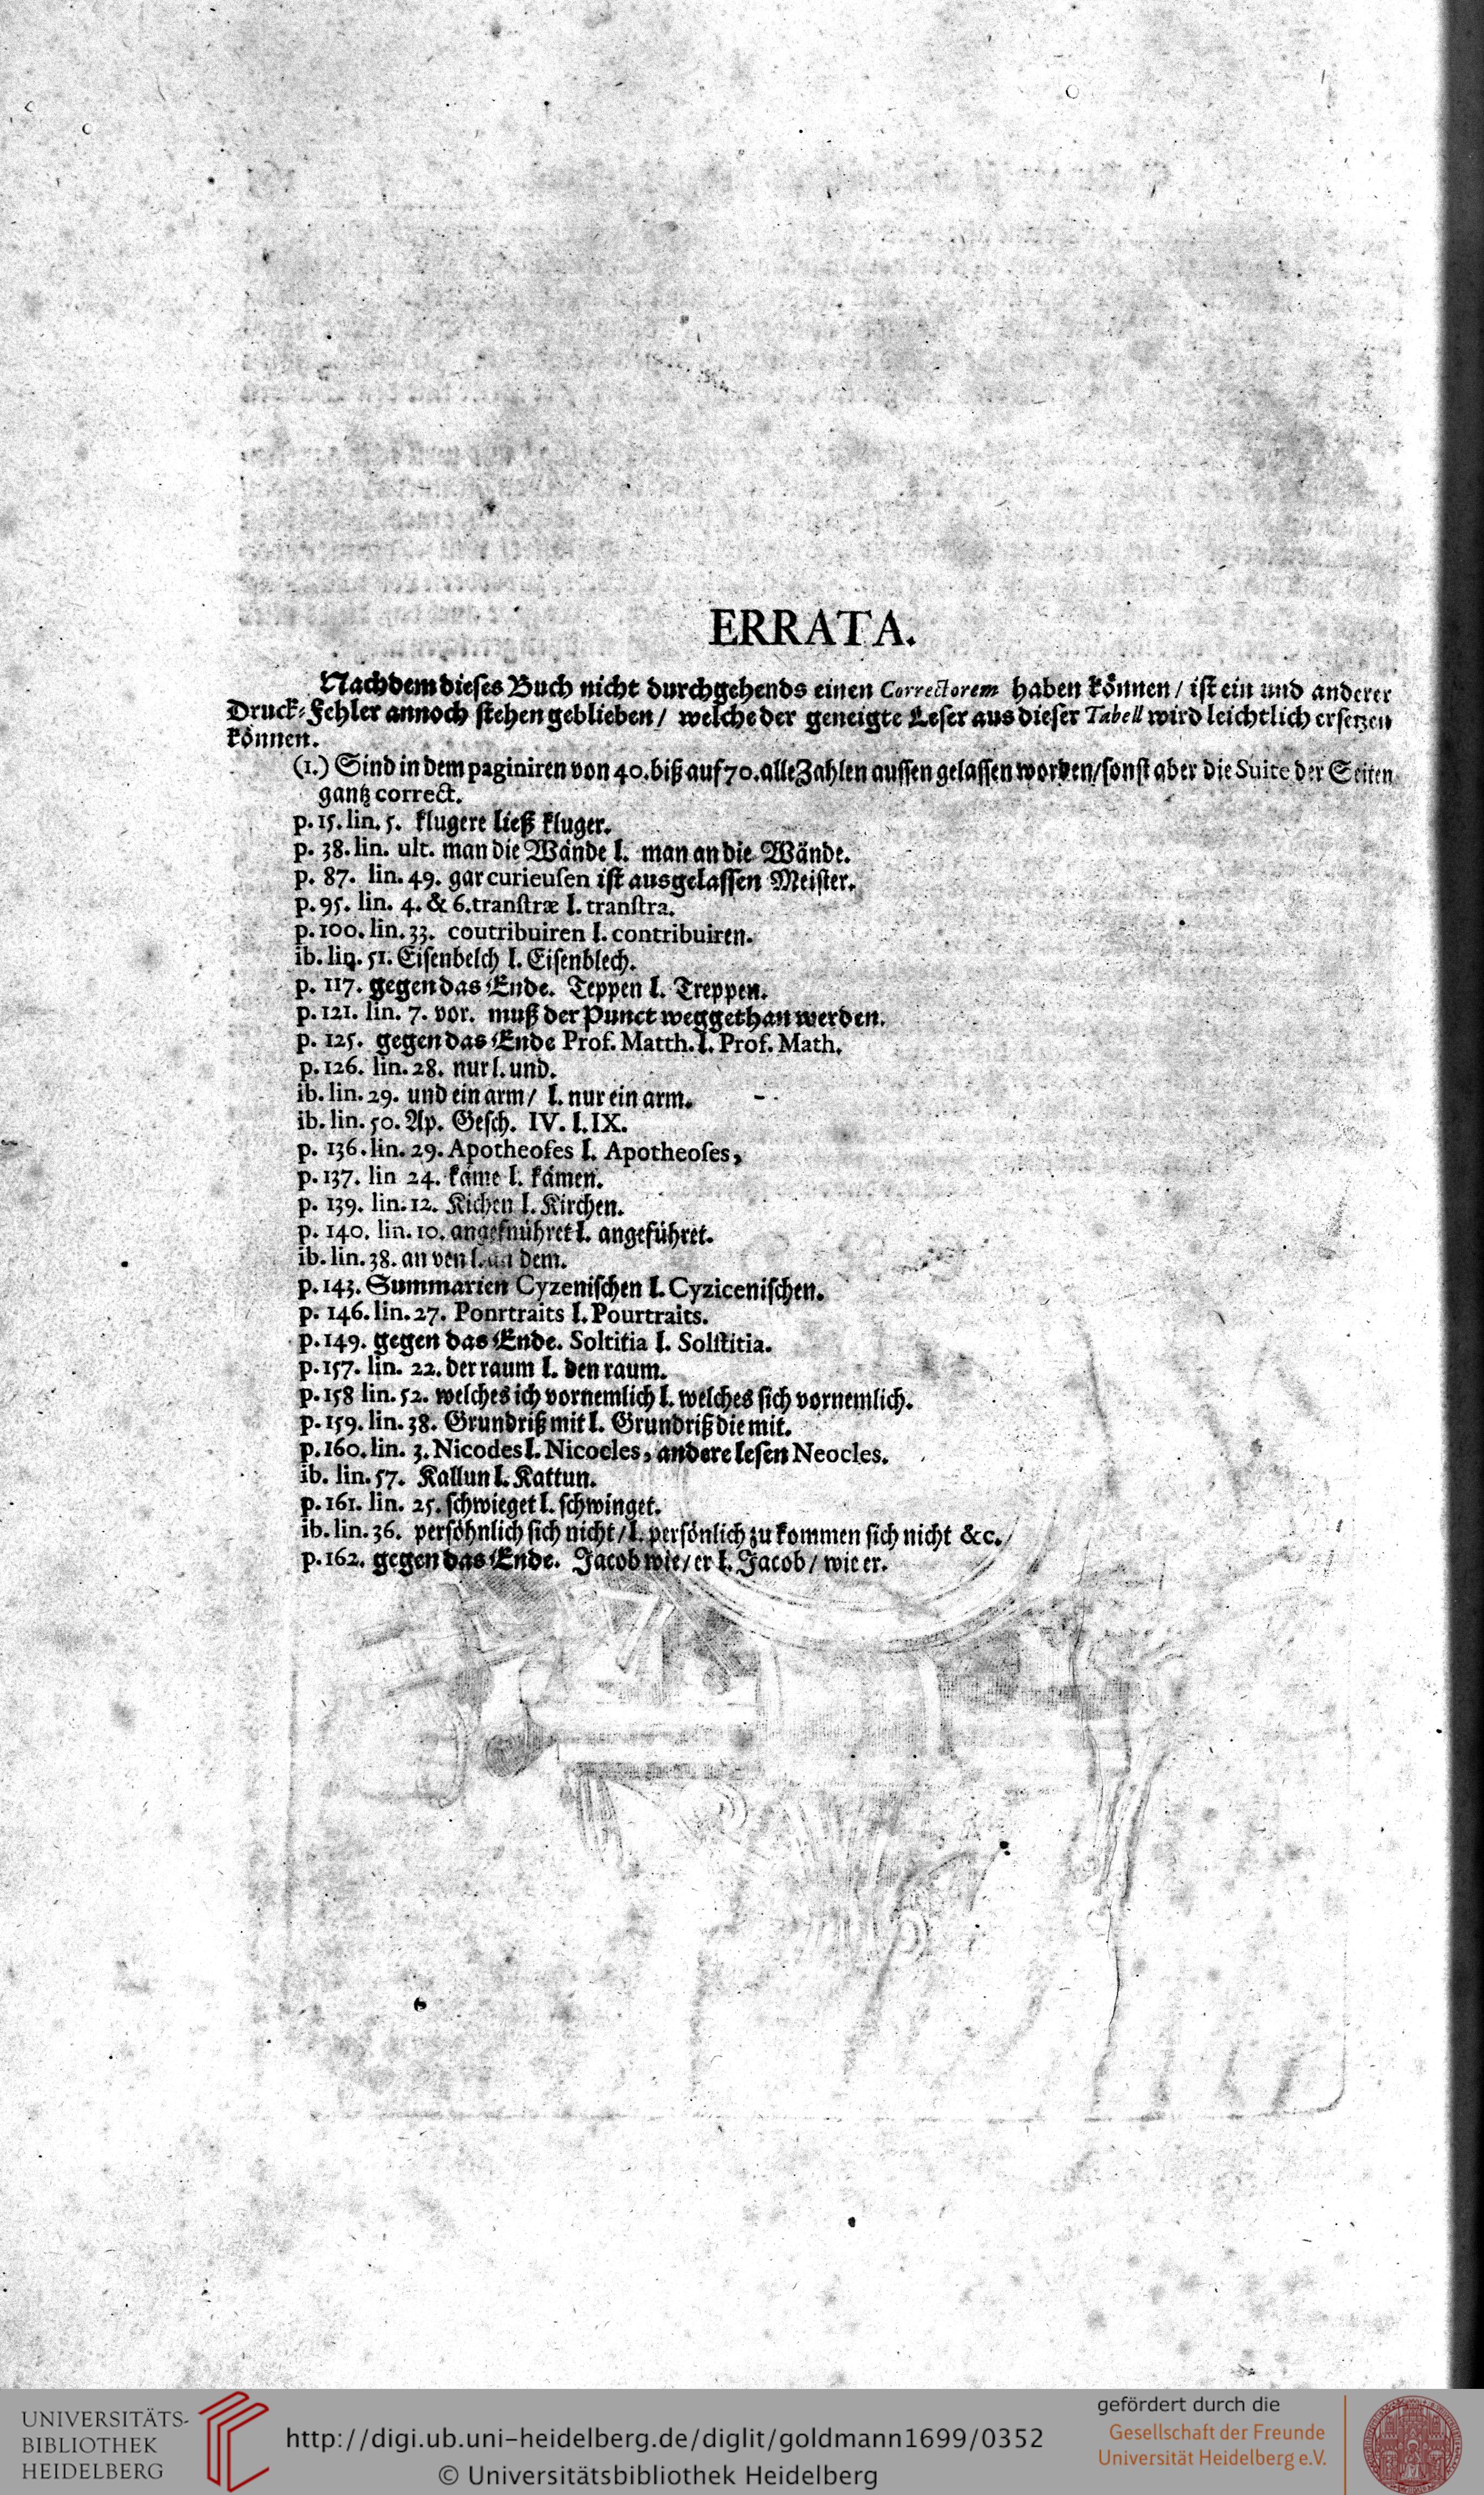 ERRATA.
Nachdem dieses Buch nicht durchgehends einen Correctorem haben können / ist ein und anderer
Druck-Fehler annoch stehen geblieben / welche der geneigte Leser aus dieser Tabell wird leichtlich ersetzen
können.
(1.) Sind in dem paginiren von 40. biß auf 70. alle Zahlen aussen gelassen worden / sonst aber die Suite der Seiten
gantz correct.
p. 15. lin. 5. klugere ließ kluger.
p. 38. lin. ult. man die Wände l. man an die Wände.
p. 87. lin. 49. gar curieusen ist ausgelassen Meister.
p. 95. lin. 4. & 6. transtræ l. transtra.
p. 100. lin. 33. coutribuiren l. contribuiren.
ib. lin. 51. Eisenbelch l. Eisenblech.
p. 117. gegen das Ende. Teppen l. Treppen.
p. 121. lin. 7. vor. muß der Punct weggethan werden.
p. 125. gegen das Ende Prof. Matth. l. Prof. Math.
p. 126. lin. 28. nur l. und.
ib. lin. 29. und ein arm / l. nur ein arm.
ib. lin. 50. Ap. Gesch. IV. l. IX.
p. 136. lin. 29. Apotheofes l. Apotheoses,
p. 137. lin 24. käme l. kämen.
p. 139. lin. 12. Kichen l. Kirchen.
p. 140. lin. 10. angefnühret l. angeführet.
ib. lin. 38. an ven l. an dem.
p. 143. Summarien Cyzenischen l. Cyzicenischen.
p. 146. lin. 27. Ponrtraits l. Pourtraits.
p. 149. gegen das Ende. Soltitia l. Solstitia.
p. 157. lin. 22. der raum l. den raum.
p. 158 lin. 52. welches ich vornemlich l. welches sich vornemlich.
p. 159. lin. 38. Grundriß mit l. Grundriß die mit.
p. 160. lin. 3. Nicodes l. Nicocles, andere lesen Neocles.
ib. lin. 57. Kallun l. Kattun.
p. 161. lin. 25. schwieget l. schwinget.
ib. lin. 36. persöhnlich sich nicht / l. persönlich zu kommen sich nicht &c.
p. 162. gegen das Ende. Jacob wie / er l. Jacob / wie er.
UNIVERSITÄTS-
BIBLIOTHEK
HEIDELBERG
http://digi.ub.uni-heidelberg.de/diglit/goldmann1699/0352
© Universitätsbibliothek Heidelberg
gefördert durch die
Gesellschaft der Freunde
Universität Heidelberg e.V.